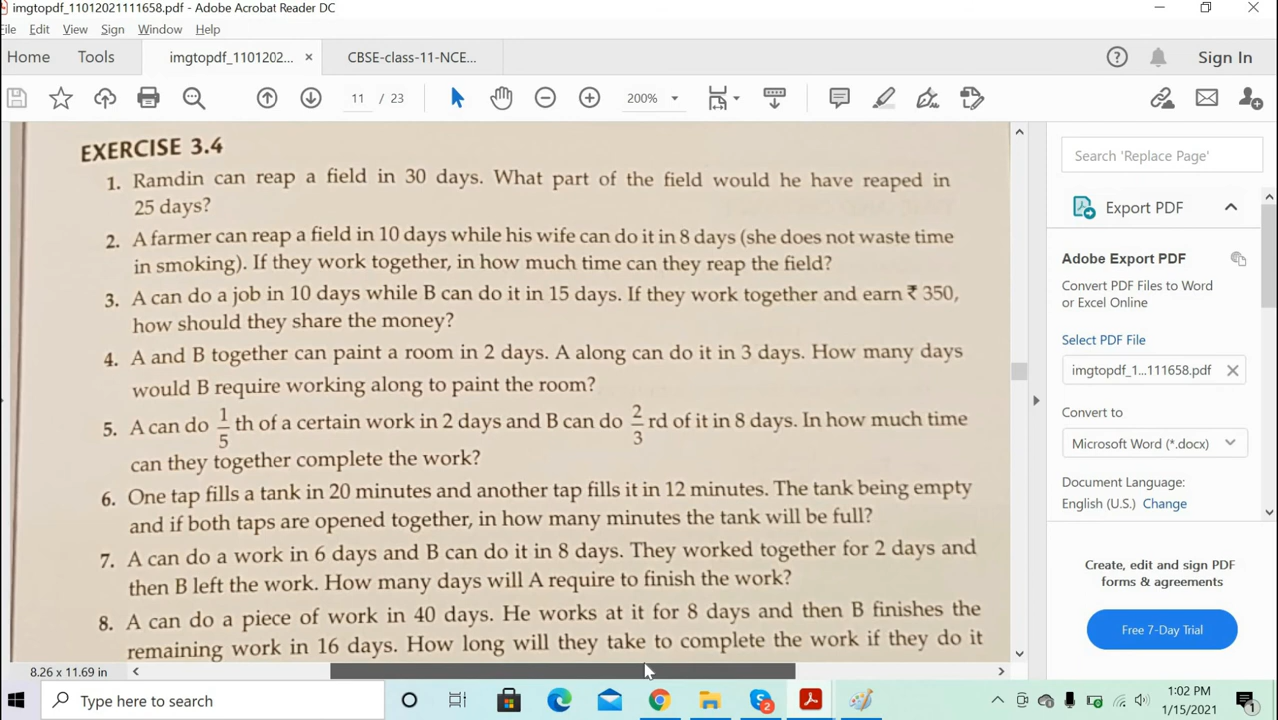 imgtopdf_11012021111658.pdf - Adobe Acrobat Reader DC
File Edit View Sign Window Help
Home Tools imgtopdf_1101202... × CBSE-class-11-NCE... Sign In
11 / 23 200%
EXERCISE 3.4
1. Ramdin can reap a field in 30 days. What part of the field would he have reaped in
25 days?
2. A farmer can reap a field in 10 days while his wife can do it in 8 days (she does not waste time
in smoking). If they work together, in how much time can they reap the field?
3. A can do a job in 10 days while B can do it in 15 days. If they work together and earn ₹ 350,
how should they share the money?
4. A and B together can paint a room in 2 days. A along can do it in 3 days. How many days
would B require working along to paint the room?
5. A can do 1/5 th of a certain work in 2 days and B can do 2/3 rd of it in 8 days. In how much time
can they together complete the work?
6. One tap fills a tank in 20 minutes and another tap fills it in 12 minutes. The tank being empty
and if both taps are opened together, in how many minutes the tank will be full?
7. A can do a work in 6 days and B can do it in 8 days. They worked together for 2 days and
then B left the work. How many days will A require to finish the work?
8. A can do a piece of work in 40 days. He works at it for 8 days and then B finishes the
remaining work in 16 days. How long will they take to complete the work if they do it
8.26 x 11.69 in
Search 'Replace Page'
Export PDF
Adobe Export PDF
Convert PDF Files to Word
or Excel Online
Select PDF File
imgtopdf_1...111658.pdf
Convert to
Microsoft Word (*.docx)
Document Language:
English (U.S.) Change
Create, edit and sign PDF
forms & agreements
Free 7-Day Trial
Type here to search
2
1:02 PM
1/15/2021
1